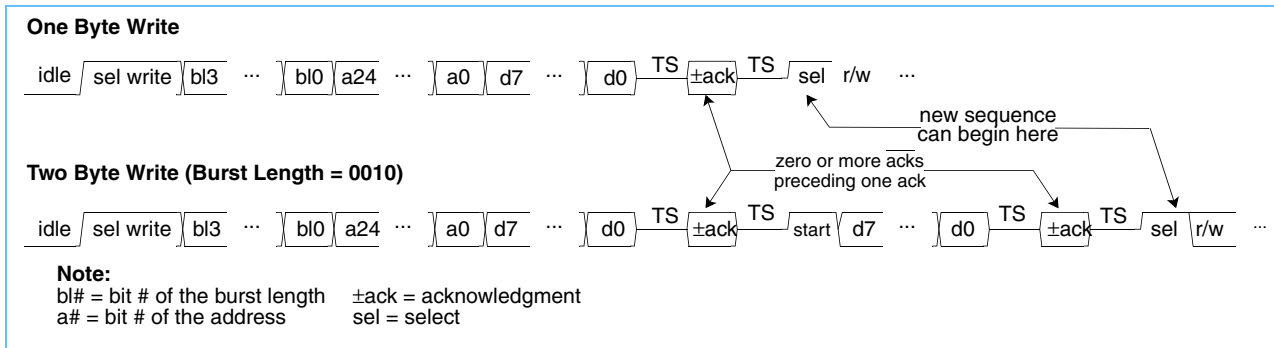 One Byte Write
idle sel write bl3 ... bl0 a24 ... a0 d7 ... d0 TS ±ack TS sel r/w ...
new sequence
can begin here
zero or more acks
preceding one ack
Two Byte Write (Burst Length = 0010)
idle sel write bl3 ... bl0 a24 ... a0 d7 ... d0 TS ±ack TS start d7 ... d0 TS ±ack TS sel r/w ...
Note:
bl# = bit # of the burst length ±ack = acknowledgment
a# = bit # of the address sel = select